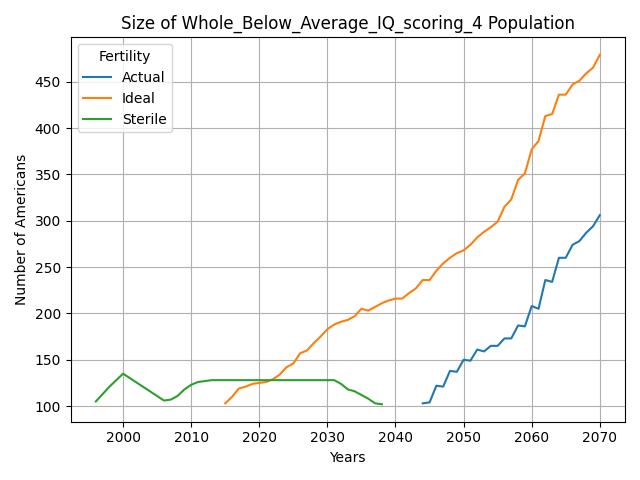 Size of Whole_Below_Average_IQ_scoring_4 Population
Fertility
Actual
Ideal
Sterile
Number of Americans
450
400
350
300
250
200
150
100
2000 2010 2020 2030 2040 2050 2060 2070
Years